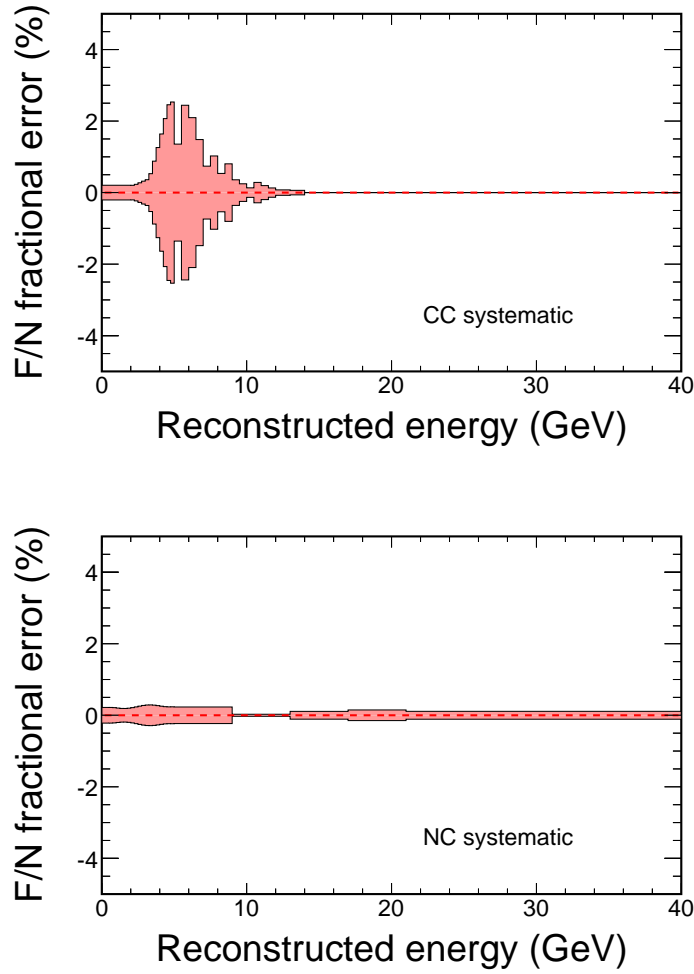 F/N fractional error (%)
4
2
0
-2
-4
CC systematic
0 10 20 30 40
Reconstructed energy (GeV)
F/N fractional error (%)
4
2
0
-2
-4
NC systematic
0 10 20 30 40
Reconstructed energy (GeV)